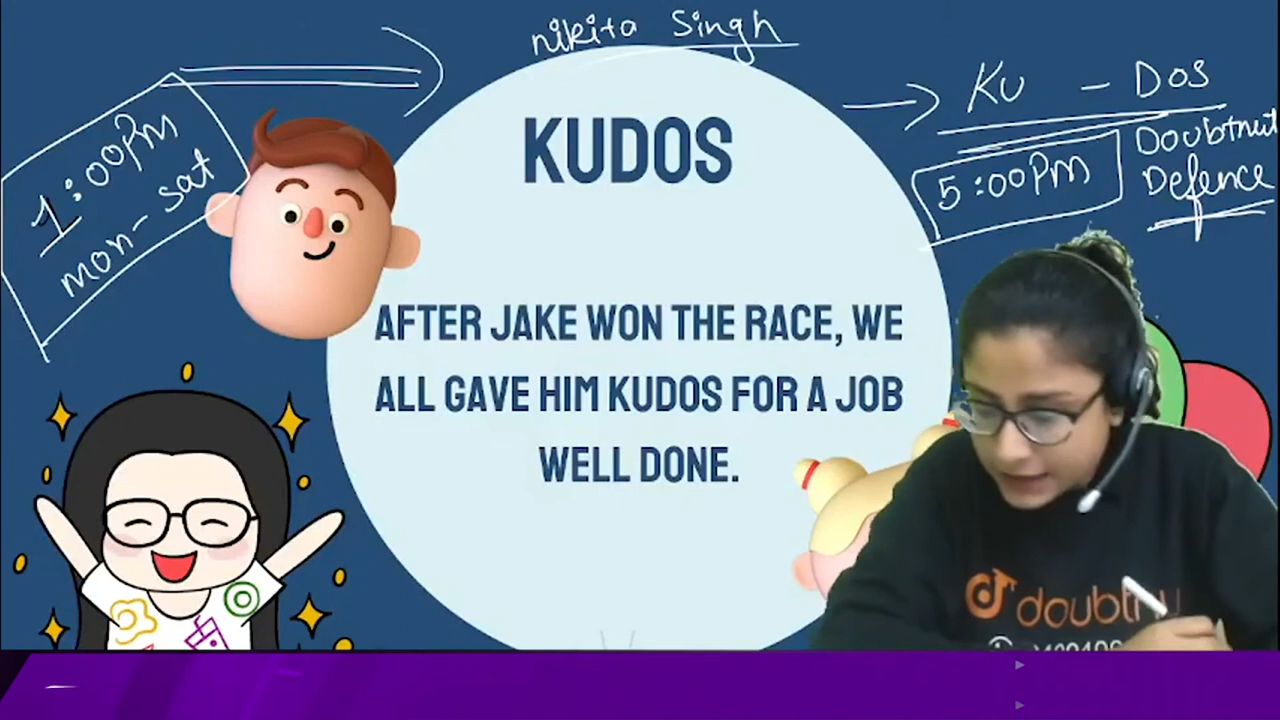 nikita Singh
1:00Pm
mon-sat
KU - DOS
5:00Pm
Doubtnut
Defence
KUDOS
AFTER JAKE WON THE RACE, WE
ALL GAVE HIM KUDOS FOR A JOB
WELL DONE.
doubtnu